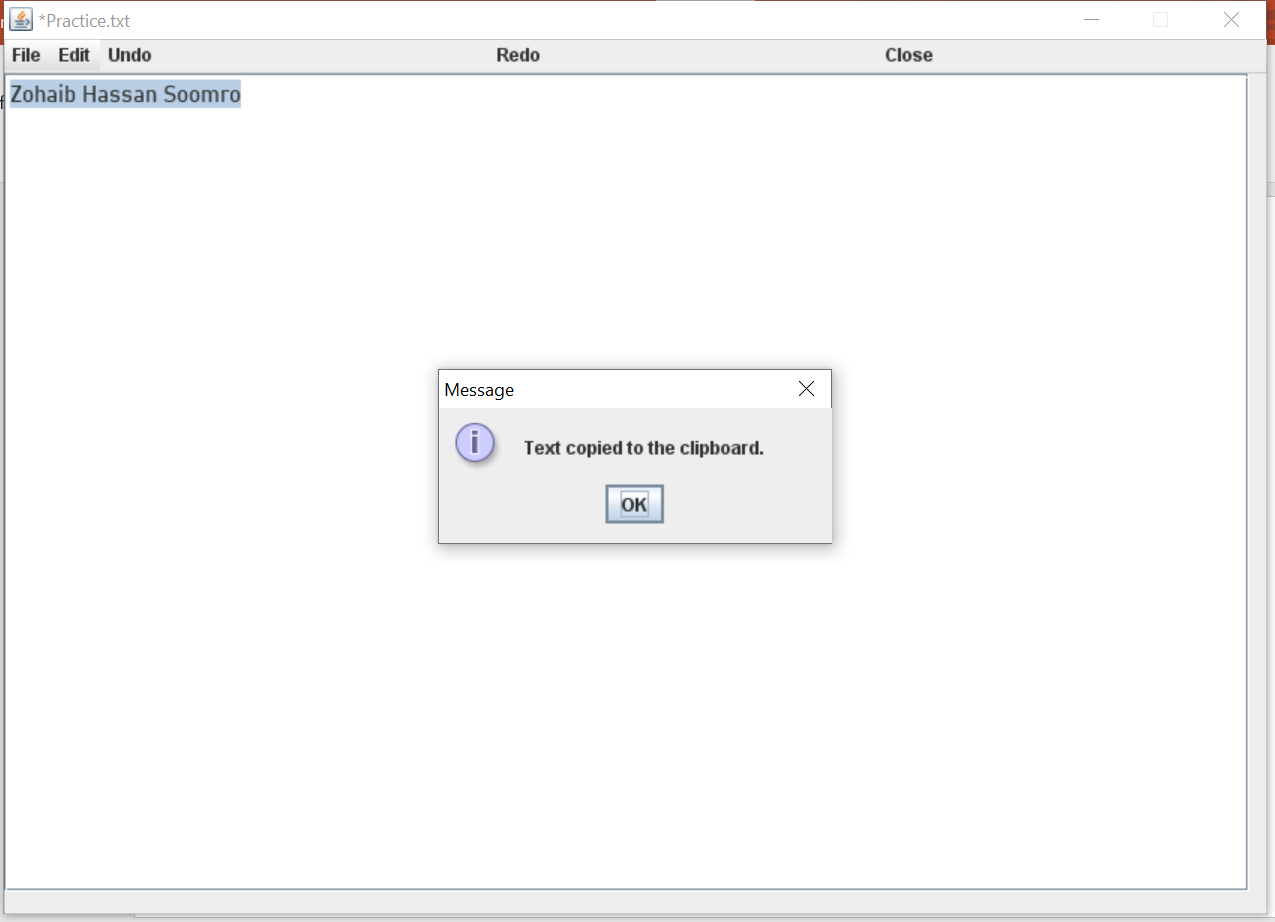 *Practice.txt
File Edit Undo Redo Close
Zohaib Hassan Soomro
Message
Text copied to the clipboard.
OK